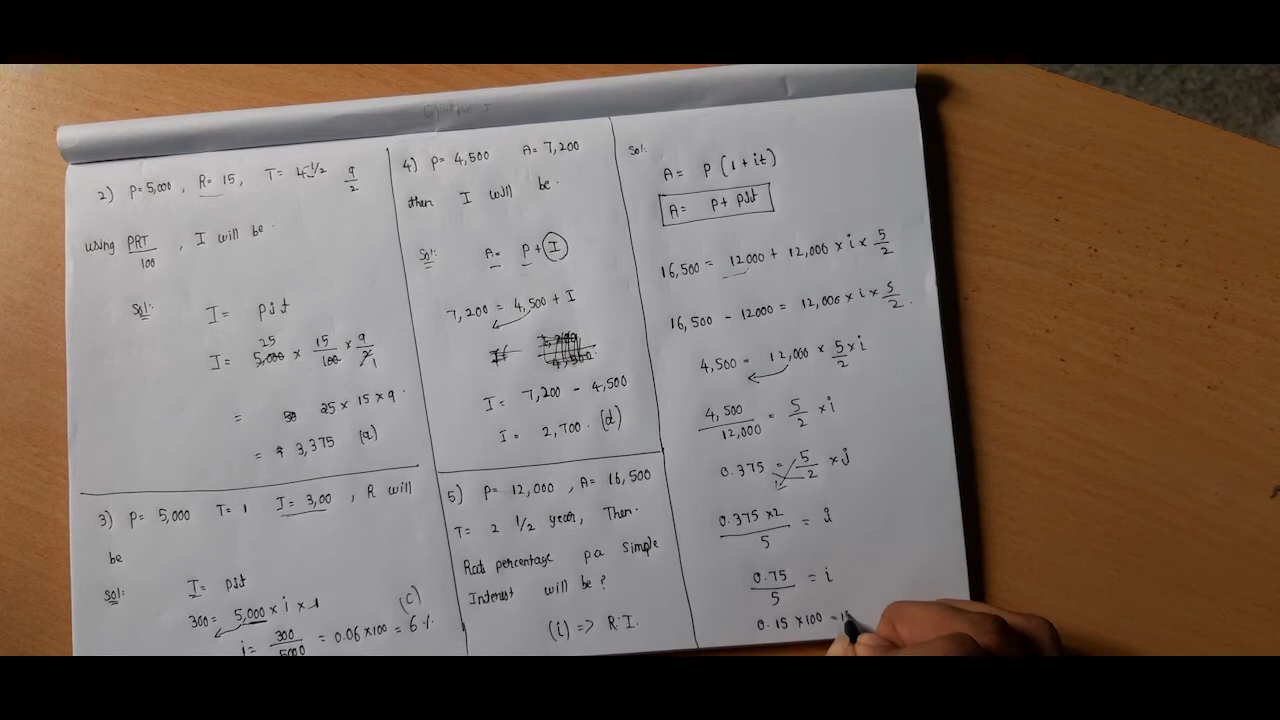 2) P=5,000 , R=15, T= 4-1/2 9/2
using PRT/100 , I will be.
Sol:
I= Pit
I= 5,000 × 15/100 × 9/2
25
1
= 25 × 15 × 9.
= ₹ 3,375 (a)
3) P= 5,000 T= 1 I= 3,00 , R will
be
Sol: I= Pit
300= 5,000 × i × 1
(c)
i= 300/5000 = 0.06 ×100 = 6%
4) P= 4,500 A= 7,200
then I will be.
Sol: A= P + I
7,200 = 4,500 + I
I= 7,200 - 4,500
I= 2,700. (d)
5) P= 12,000 , A= 16,500
T= 2 1/2 year, Then.
Rate percentage pa simple
Interest will be?
(i) => R.I.
Sol:
A= P (1+it)
A= P+ Pit
16,500 = 12000 + 12,000 × i × 5/2
16,500 - 12000 = 12,000 × i × 5/2.
4,500 = 12,000 × 5/2 × i
4,500/12,000 = 5/2 × i
0.375 = 5/2 × i
0.375 ×2/5 = i
0.75/5 = i
0.15 ×100 =